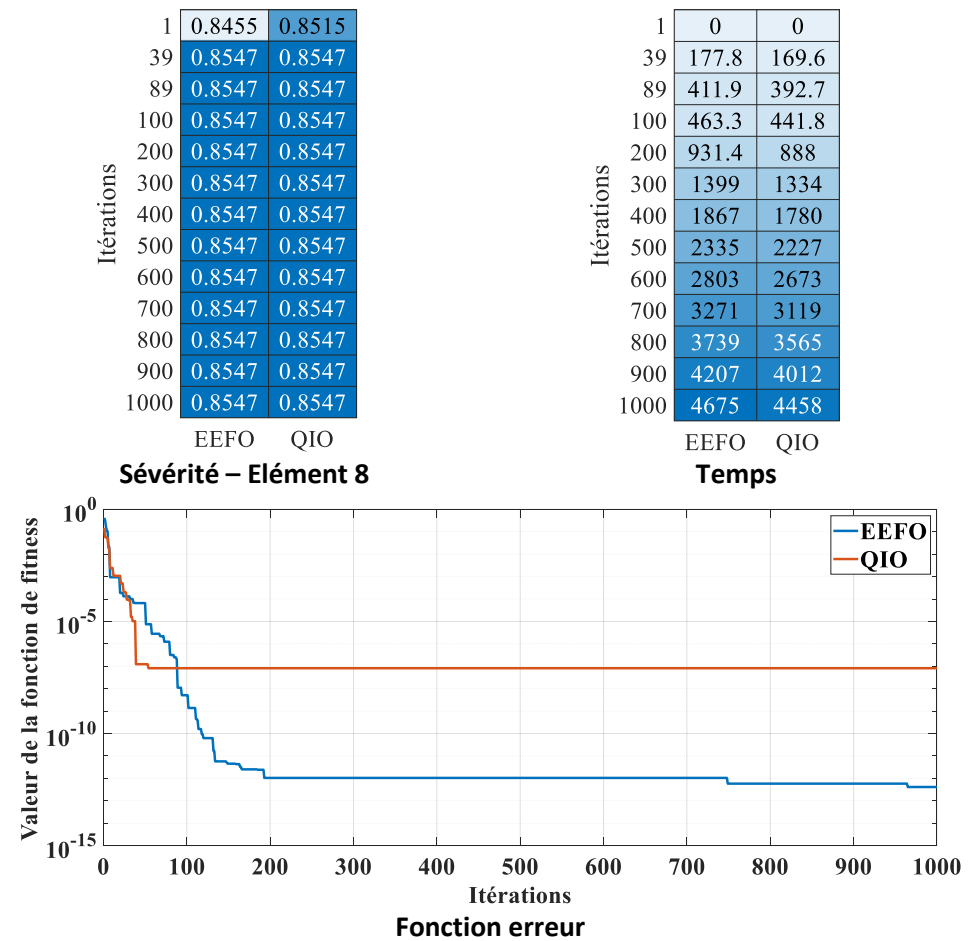 1 0.8455 0.8515
39 0.8547 0.8547
89 0.8547 0.8547
100 0.8547 0.8547
200 0.8547 0.8547
300 0.8547 0.8547
400 0.8547 0.8547
500 0.8547 0.8547
600 0.8547 0.8547
700 0.8547 0.8547
800 0.8547 0.8547
900 0.8547 0.8547
1000 0.8547 0.8547
Itérations
EEFO QIO
Sévérité – Elément 8
1 0 0
39 177.8 169.6
89 411.9 392.7
100 463.3 441.8
200 931.4 888
300 1399 1334
400 1867 1780
500 2335 2227
600 2803 2673
700 3271 3119
800 3739 3565
900 4207 4012
1000 4675 4458
Itérations
EEFO QIO
Temps
Valeur de la fonction de fitness
10^0
10^-5
10^-10
10^-15
EEFO
QIO
0 100 200 300 400 500 600 700 800 900 1000
Itérations
Fonction erreur